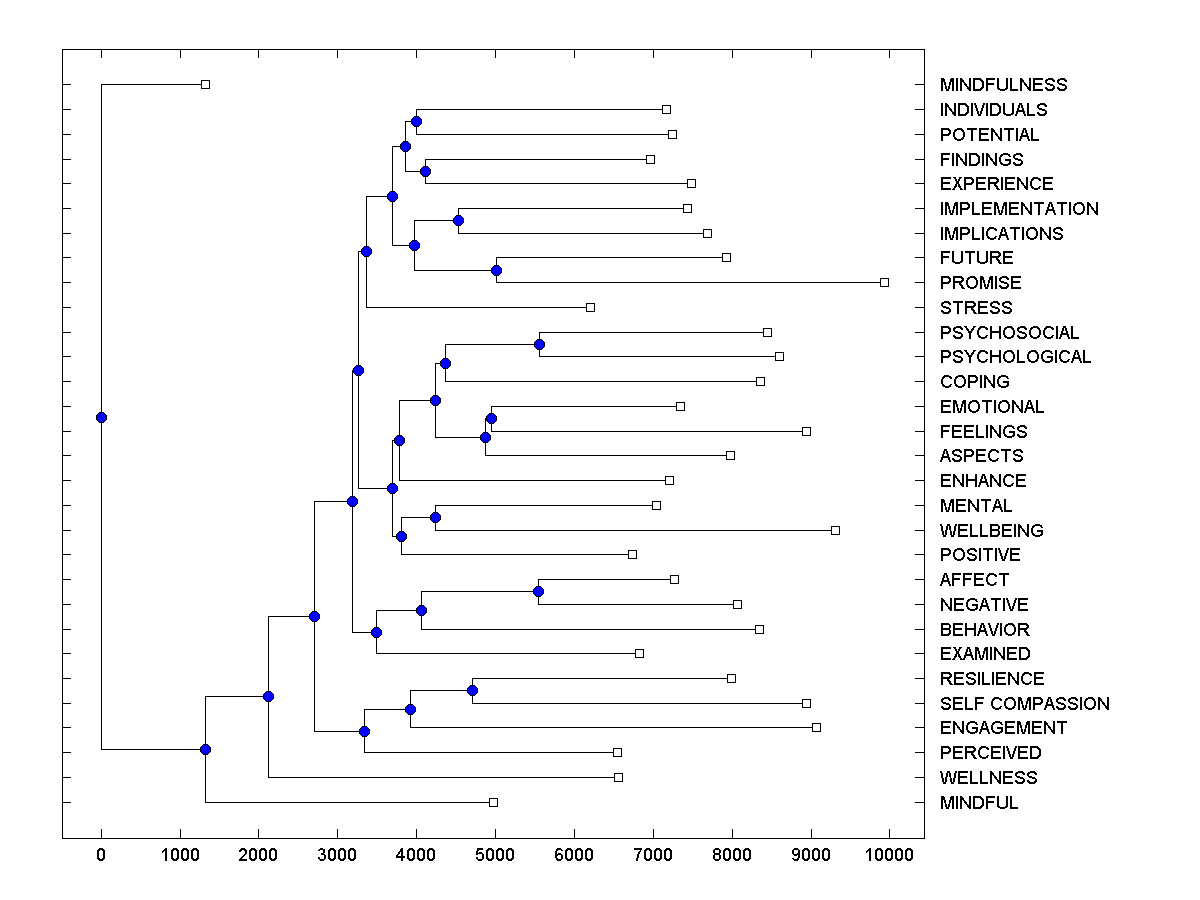 MINDFULNESS
INDIVIDUALS
POTENTIAL
FINDINGS
EXPERIENCE
IMPLEMENTATION
IMPLICATIONS
FUTURE
PROMISE
STRESS
PSYCHOSOCIAL
PSYCHOLOGICAL
COPING
EMOTIONAL
FEELINGS
ASPECTS
ENHANCE
MENTAL
WELLBEING
POSITIVE
AFFECT
NEGATIVE
BEHAVIOR
EXAMINED
RESILIENCE
SELF COMPASSION
ENGAGEMENT
PERCEIVED
WELLNESS
MINDFUL
0 1000 2000 3000 4000 5000 6000 7000 8000 9000 10000